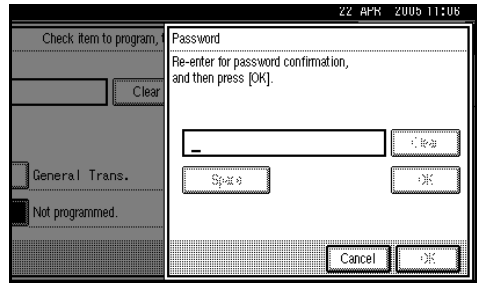 22 APR 2005 11:06
Check item to program, t
Password
Re-enter for password confirmation,
and then press [OK].
Clear
Clear
Space
OK
General Trans.
Not programmed.
Cancel
OK